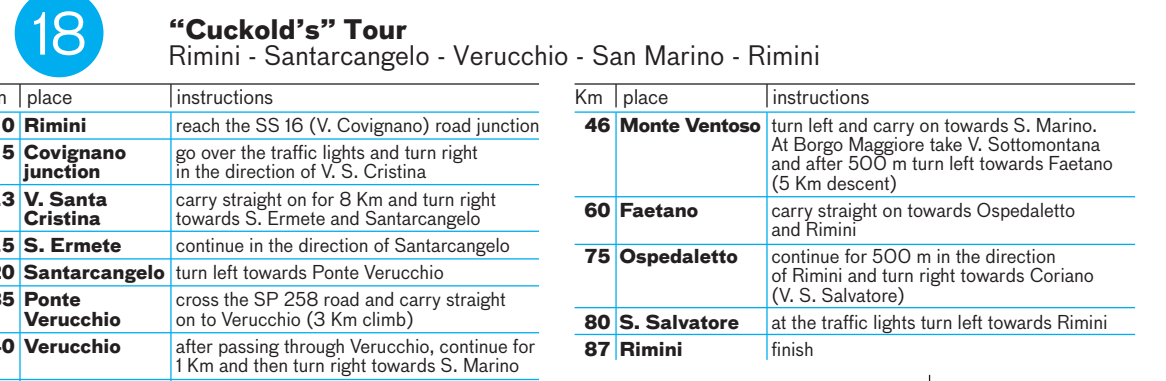 18
“Cuckold’s” Tour
Rimini - Santarcangelo - Verucchio - San Marino - Rimini
place instructions
0 Rimini reach the SS 16 (V. Covignano) road junction
5 Covignano go over the traffic lights and turn right
junction in the direction of V. S. Cristina
3 V. Santa carry straight on for 8 Km and turn right
Cristina towards S. Ermete and Santarcangelo
5 S. Ermete continue in the direction of Santarcangelo
0 Santarcangelo turn left towards Ponte Verucchio
5 Ponte cross the SP 258 road and carry straight
Verucchio on to Verucchio (3 Km climb)
0 Verucchio after passing through Verucchio, continue for
1 Km and then turn right towards S. Marino
Km place instructions
46 Monte Ventoso turn left and carry on towards S. Marino.
At Borgo Maggiore take V. Sottomontana
and after 500 m turn left towards Faetano
(5 Km descent)
60 Faetano carry straight on towards Ospedaletto
and Rimini
75 Ospedaletto continue for 500 m in the direction
of Rimini and turn right towards Coriano
(V. S. Salvatore)
80 S. Salvatore at the traffic lights turn left towards Rimini
87 Rimini finish